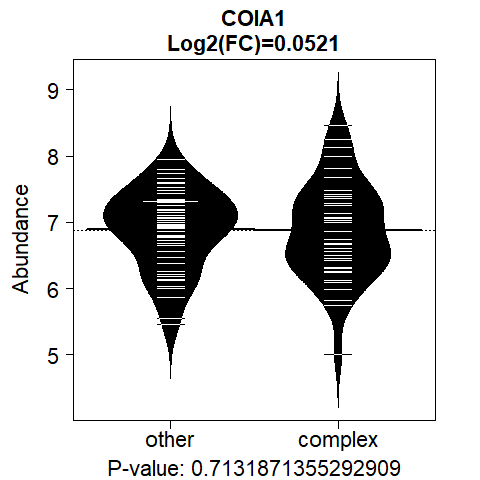 COIA1
Log2(FC)=0.0521
Abundance
9
8
7
6
5
other complex
P-value: 0.7131871355292909